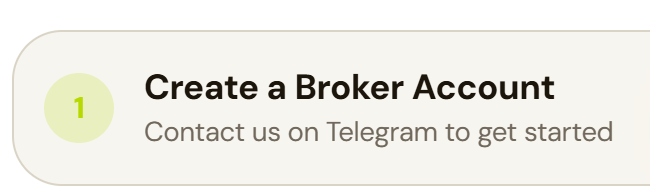 1
Create a Broker Account
Contact us on Telegram to get started